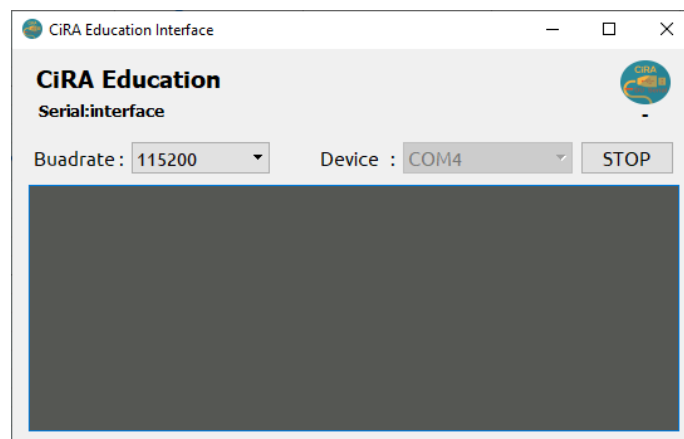 CiRA Education Interface
CiRA Education
CiRA
Serial:interface
-
Buadrate : 115200 Device : COM4 STOP